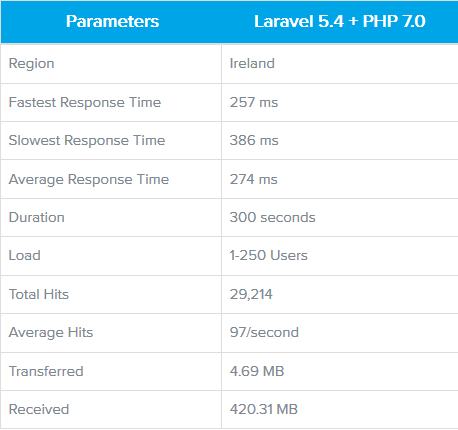 Parameters Laravel 5.4 + PHP 7.0
Region Ireland
Fastest Response Time 257 ms
Slowest Response Time 386 ms
Average Response Time 274 ms
Duration 300 seconds
Load 1-250 Users
Total Hits 29,214
Average Hits 97/second
Transferred 4.69 MB
Received 420.31 MB